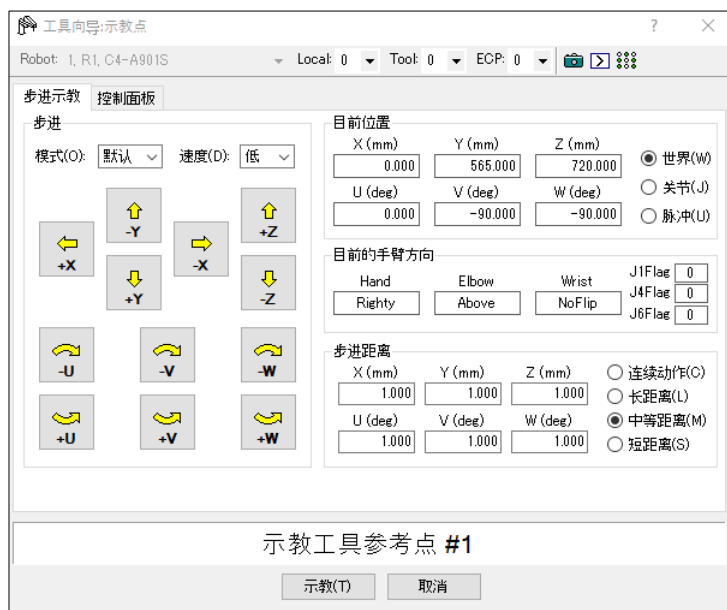 工具向导:示教点 ?
Robot: 1, R1, C4-A901S Local: 0 Tool: 0 ECP: 0
步进示教 控制面板
步进
模式(O): 默认 速度(D): 低
-Y +Z
+X -X
+Y -Z
-U -V -W
+U +V +W
目前位置
X (mm) Y (mm) Z (mm)
0.000 565.000 720.000
U (deg) V (deg) W (deg)
0.000 -90.000 -90.000
世界(W)
关节(J)
脉冲(U)
目前的手臂方向
Hand Elbow Wrist
Righty Above NoFlip
J1Flag 0
J4Flag 0
J6Flag 0
步进距离
X (mm) Y (mm) Z (mm)
1.000 1.000 1.000
U (deg) V (deg) W (deg)
1.000 1.000 1.000
连续动作(C)
长距离(L)
中等距离(M)
短距离(S)
示教工具参考点 #1
示教(T) 取消